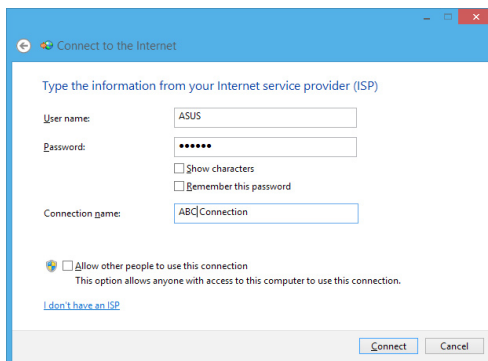 Connect to the Internet
Type the information from your Internet service provider (ISP)
User name:
ASUS
Password:
●●●●●●
Show characters
Remember this password
Connection name:
ABC Connection
Allow other people to use this connection
This option allows anyone with access to this computer to use this connection.
I don't have an ISP
Connect
Cancel